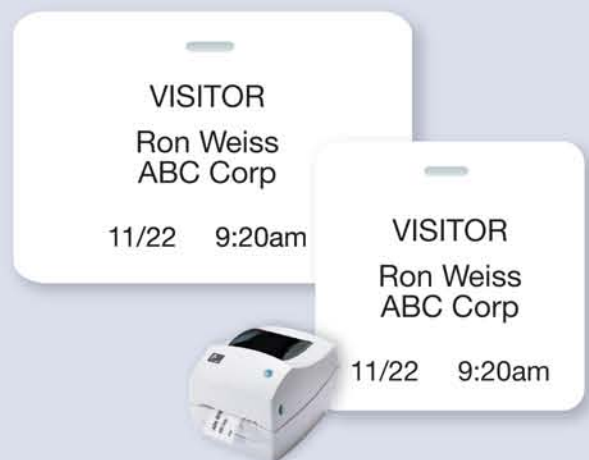 VISITOR
Ron Weiss
ABC Corp
11/22 9:20am
VISITOR
Ron Weiss
ABC Corp
11/22 9:20am